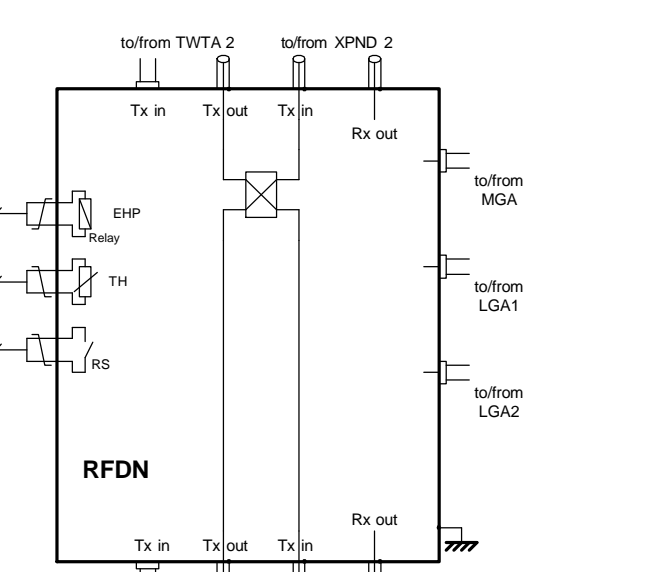 to/from TWTA 2
to/from XPND 2
Tx in
Tx out
Tx in
Rx out
to/from
MGA
EHP
Relay
TH
to/from
LGA1
RS
to/from
LGA2
RFDN
Rx out
Tx in
Tx out
Tx in